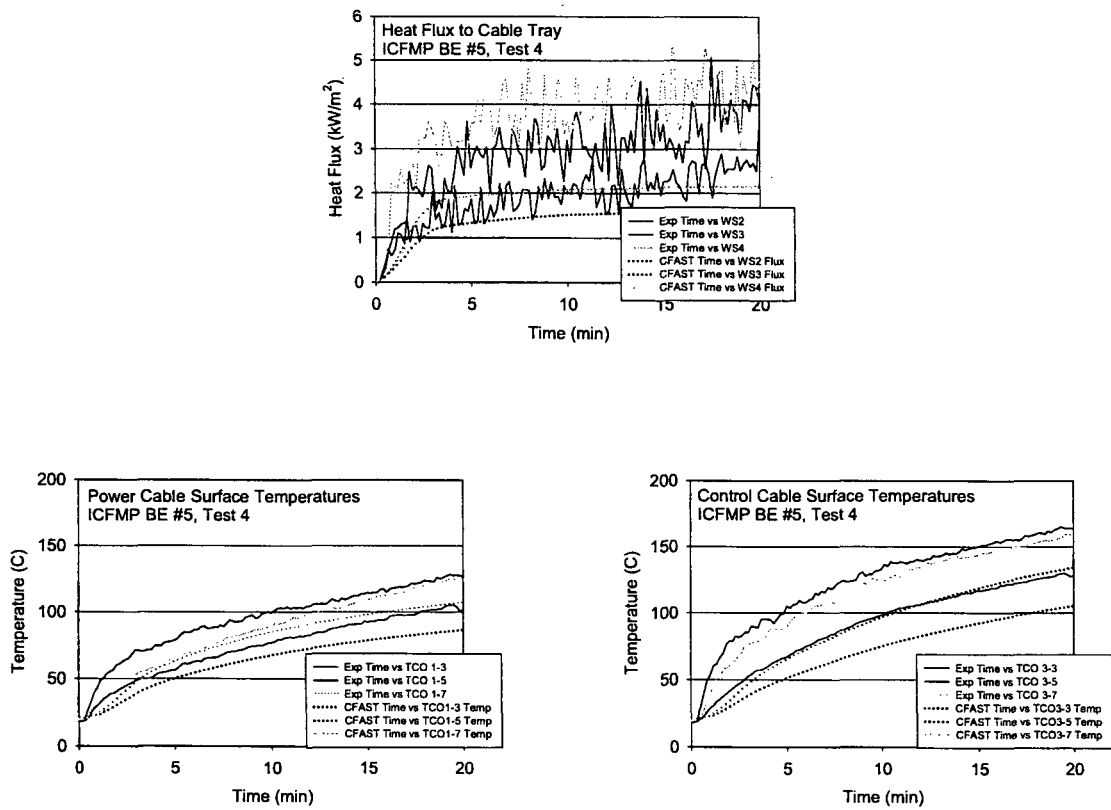 Heat Flux to Cable Tray
ICFMP BE #5, Test 4
Heat Flux (kW/m²)
6
5
4
3
2
1
0
0 5 10 15 20
Time (min)
Exp Time vs WS2
Exp Time vs WS3
Exp Time vs WS4
CFAST Time vs WS2 Flux
CFAST Time vs WS3 Flux
CFAST Time vs WS4 Flux
Power Cable Surface Temperatures
ICFMP BE #5, Test 4
Temperature (C)
200
150
100
50
0
0 5 10 15 20
Time (min)
Exp Time vs TCO 1-3
Exp Time vs TCO 1-5
Exp Time vs TCO 1-7
CFAST Time vs TCO1-3 Temp
CFAST Time vs TCO1-5 Temp
CFAST Time vs TCO1-7 Temp
Control Cable Surface Temperatures
ICFMP BE #5, Test 4
Temperature (C)
200
150
100
50
0
0 5 10 15 20
Time (min)
Exp Time vs TCO 3-3
Exp Time vs TCO 3-5
Exp Time vs TCO 3-7
CFAST Time vs TCO3-3 Temp
CFAST Time vs TCO3-5 Temp
CFAST Time vs TCO3-7 Temp